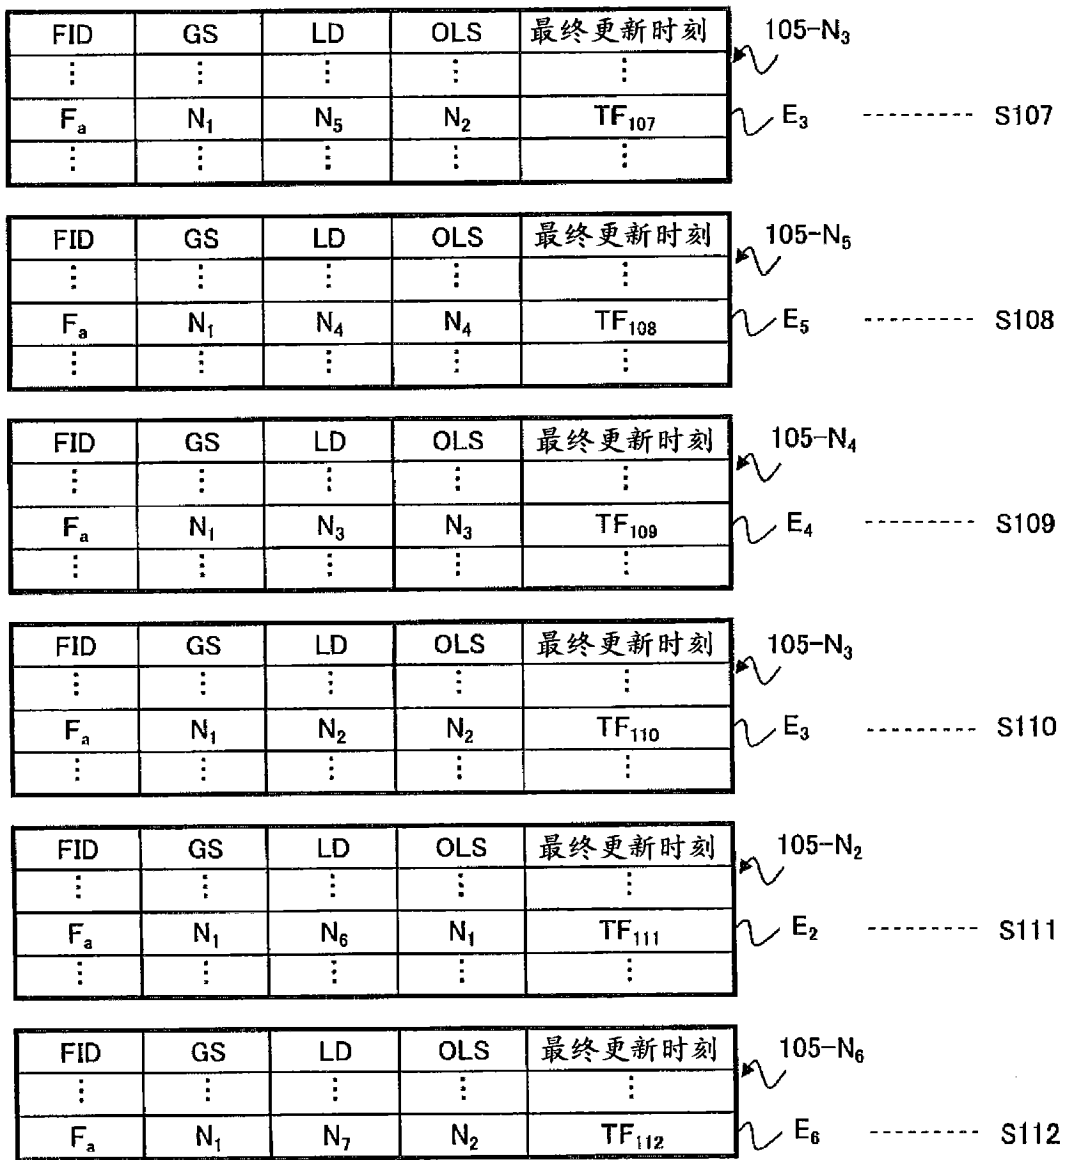 FID GS LD OLS 最终更新时刻 105-N₃
⋮ ⋮ ⋮ ⋮ ⋮
Fₐ N₁ N₅ N₂ TF₁₀₇ E₃ -------- S107
⋮ ⋮ ⋮ ⋮ ⋮
FID GS LD OLS 最终更新时刻 105-N₅
⋮ ⋮ ⋮ ⋮ ⋮
Fₐ N₁ N₄ N₄ TF₁₀₈ E₅ -------- S108
⋮ ⋮ ⋮ ⋮ ⋮
FID GS LD OLS 最终更新时刻 105-N₄
⋮ ⋮ ⋮ ⋮ ⋮
Fₐ N₁ N₃ N₃ TF₁₀₉ E₄ -------- S109
⋮ ⋮ ⋮ ⋮ ⋮
FID GS LD OLS 最终更新时刻 105-N₃
⋮ ⋮ ⋮ ⋮ ⋮
Fₐ N₁ N₂ N₂ TF₁₁₀ E₃ -------- S110
⋮ ⋮ ⋮ ⋮ ⋮
FID GS LD OLS 最终更新时刻 105-N₂
⋮ ⋮ ⋮ ⋮ ⋮
Fₐ N₁ N₆ N₁ TF₁₁₁ E₂ -------- S111
⋮ ⋮ ⋮ ⋮ ⋮
FID GS LD OLS 最终更新时刻 105-N₆
⋮ ⋮ ⋮ ⋮ ⋮
Fₐ N₁ N₇ N₂ TF₁₁₂ E₆ -------- S112